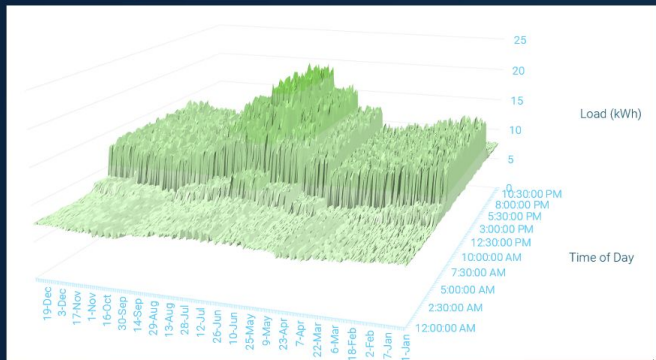 25
20
15
10
5
0
Load (kWh)
10:30:00 PM
8:00:00 PM
5:30:00 PM
3:00:00 PM
12:30:00 PM
10:00:00 AM
7:30:00 AM
5:00:00 AM
2:30:00 AM
12:00:00 AM
Time of Day
19-Dec
3-Dec
17-Nov
1-Nov
16-Oct
30-Sep
14-Sep
29-Aug
13-Aug
28-Jul
12-Jul
26-Jun
10-Jun
25-May
9-May
23-Apr
7-Apr
22-Mar
6-Mar
18-Feb
2-Feb
17-Jan
1-Jan